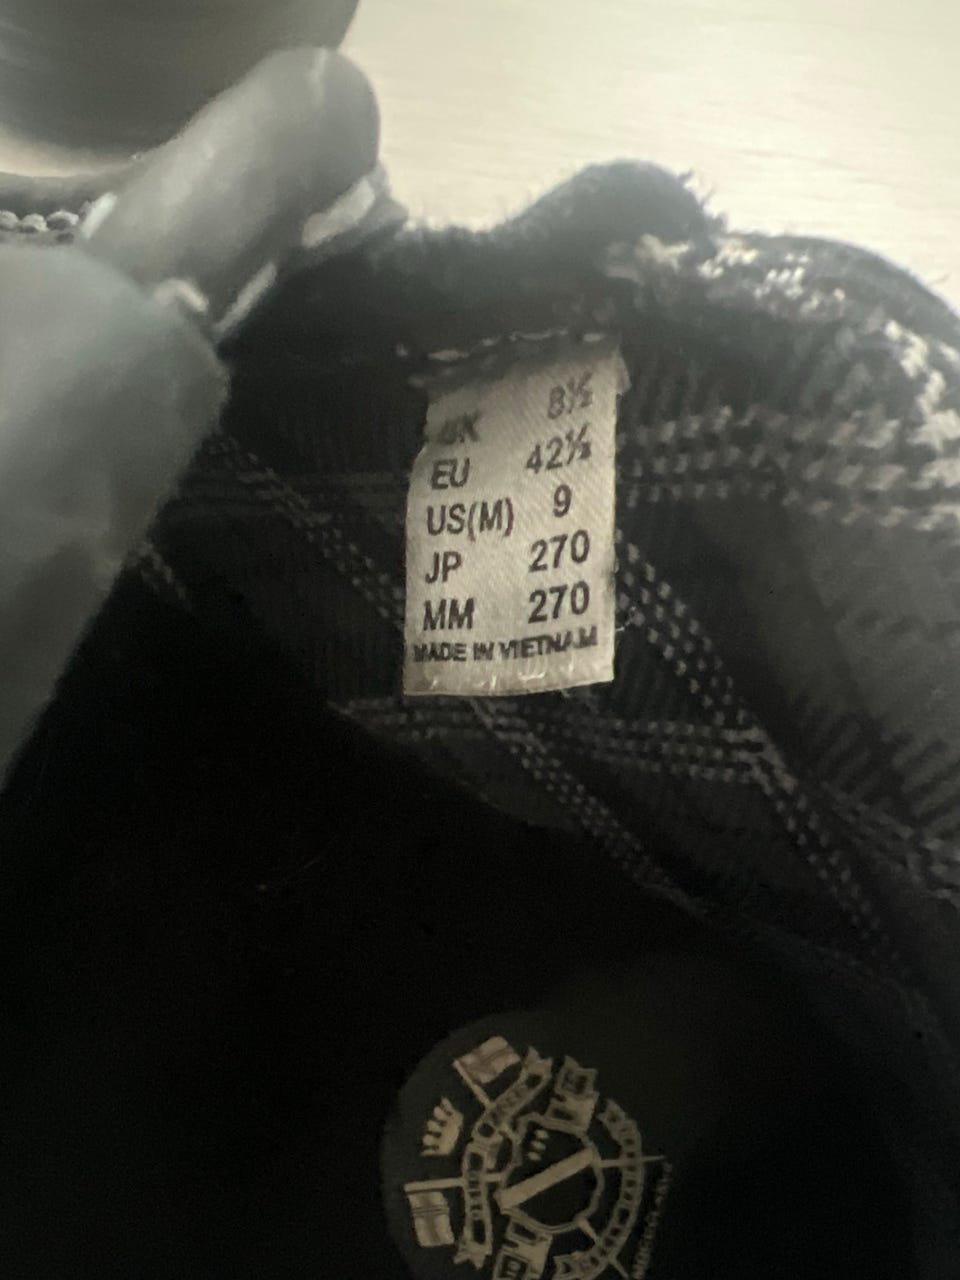 UK 8½
EU 42½
US(M) 9
JP 270
MM 270
MADE IN VIETNAM